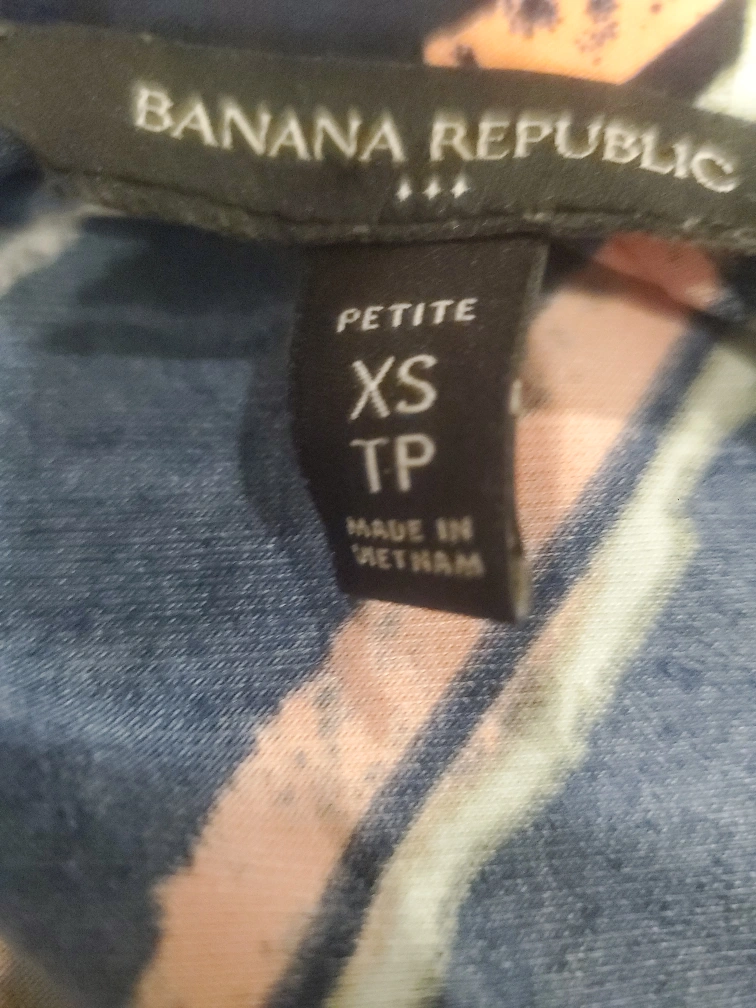 BANANA REPUBLIC
PETITE
XS
TP
MADE IN
VIETNAM